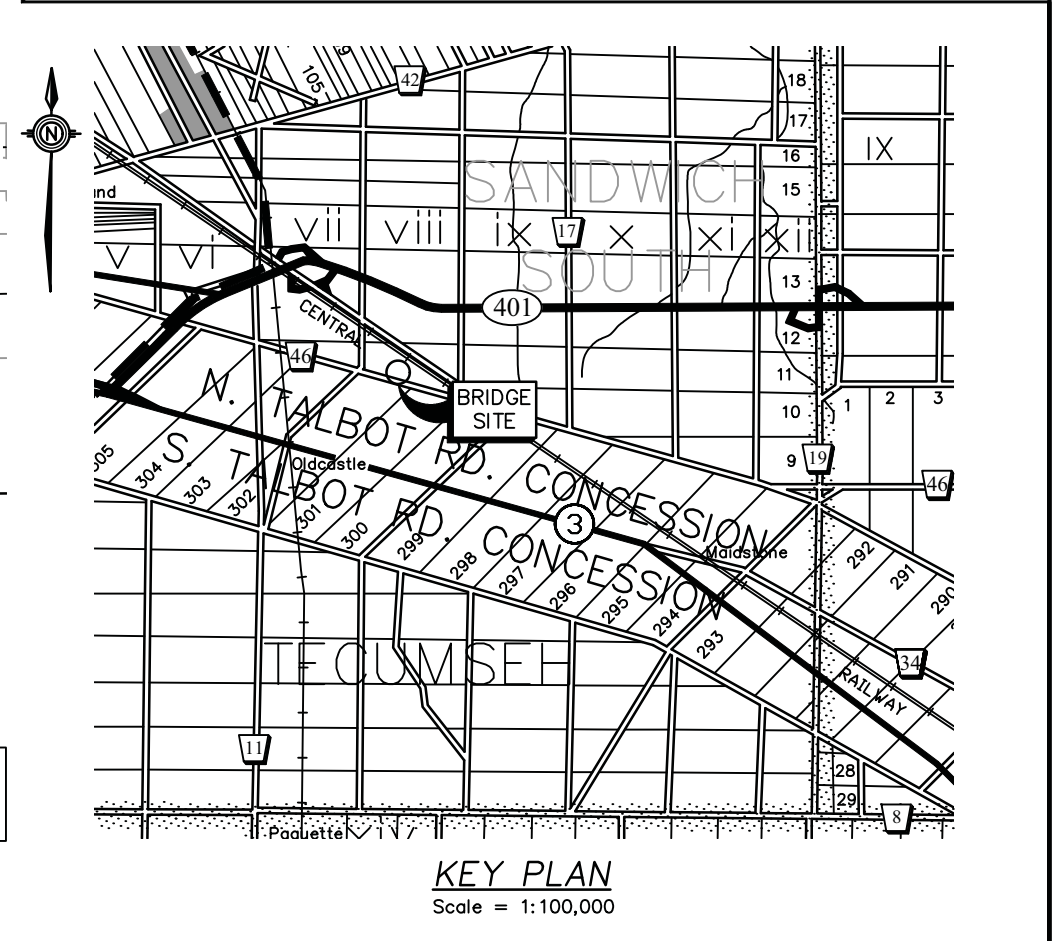 105
42
18
17
16
IX
SANDWICH
15
N
vii
viii
ix
17
x
xi
xii
v
vi
SOUTH
13
401
CENTRAL
12
46
11
BRIDGE
SITE
1
2
3
10
N. TALBOT RD. CONCESSION
9
19
46
Oldcastle
S. TALBOT RD. CONCESSION
3
304
303
302
301
300
299
298
297
296
295
294
293
292
291
290
Maidstone
34
RAILWAY
TECUMSEH
11
28
29
8
Paquette
KEY PLAN
Scale = 1:100,000